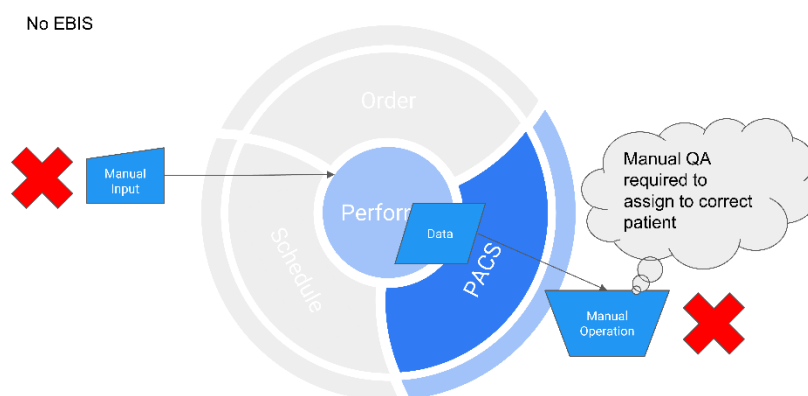 No EBIS
Order
Manual
Input
Perform
Data
Schedule
PACS
Manual QA
required to
assign to correct
patient
Manual
Operation